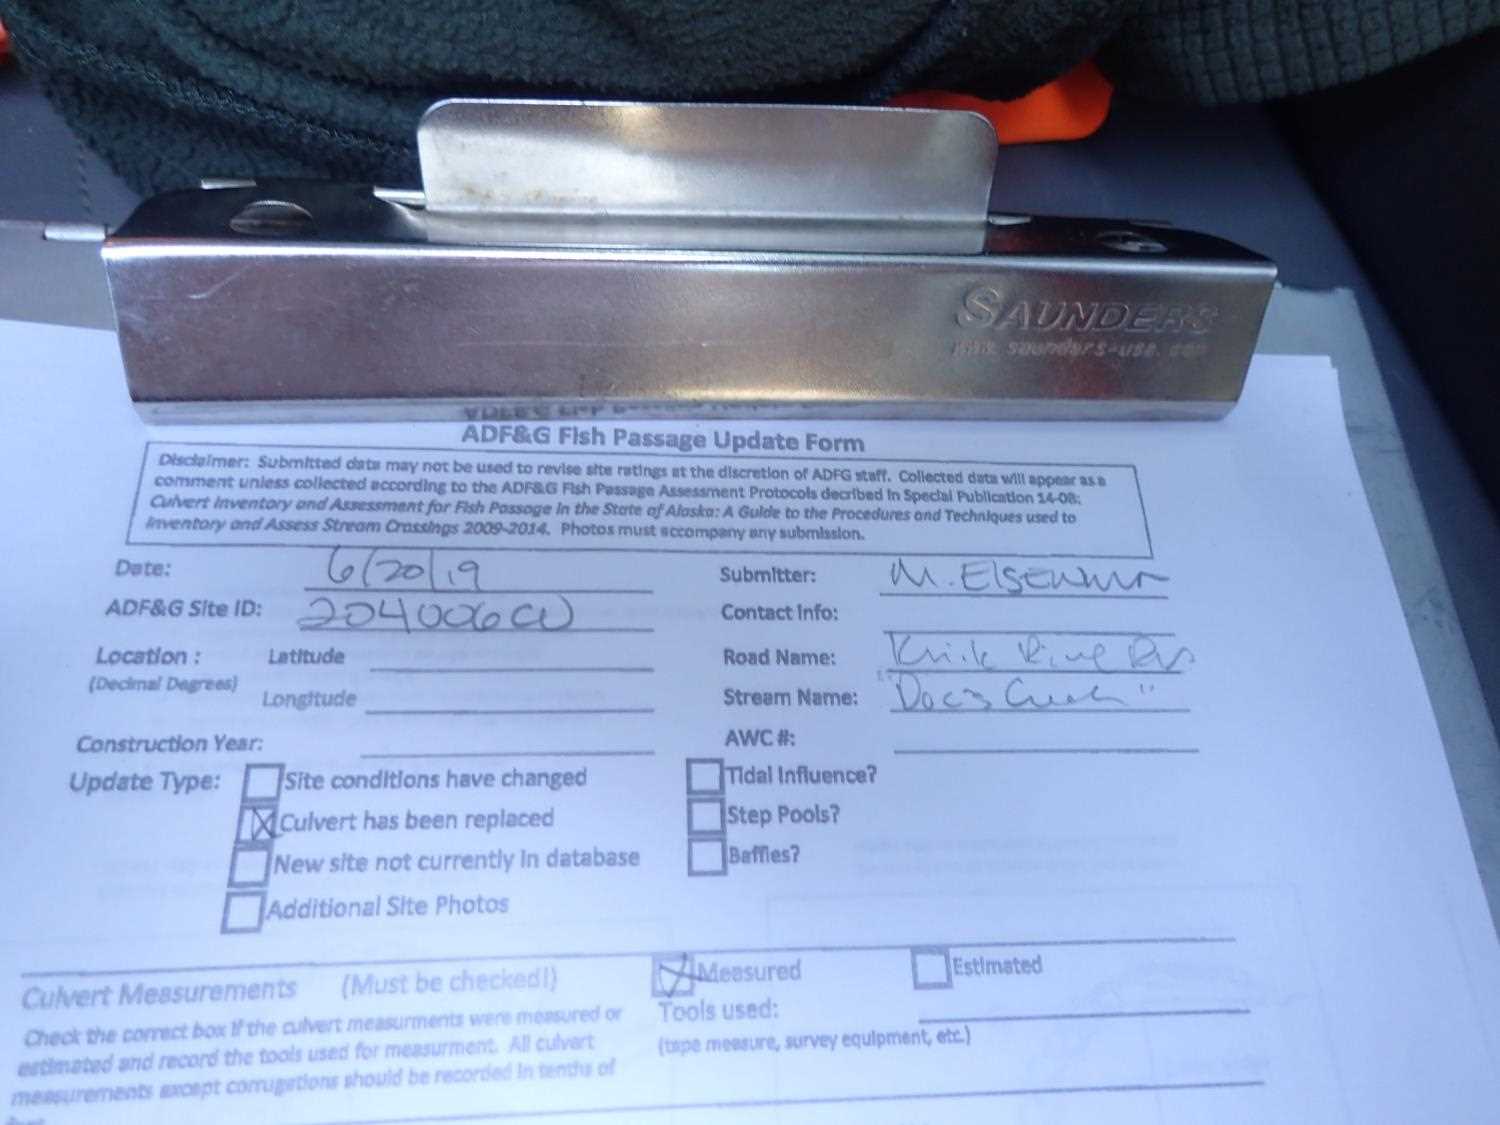 SAUNDERS
ADF&G Fish Passage Update Form
Disclaimer: Submitted data may not be used to revise site ratings at the discretion of ADFG staff. Collected data will appear as a
comment unless collected according to the ADF&G Fish Passage Assessment Protocols decribed in Special Publication 14-08:
Culvert Inventory and Assessment for Fish Passage in the State of Alaska: A Guide to the Procedures and Techniques used to
Inventory and Assess Stream Crossings 2009-2014. Photos must accompany any submission.
Date: 6/20/19 Submitter: M. Elsenman
ADF&G Site ID: Contact Info:
Location : Latitude Road Name: Knik River
(Decimal Degrees)
Longitude Stream Name: Docs Creek"
Construction Year: AWC #:
Update Type: Site conditions have changed Tidal Influence?
Culvert has been replaced Step Pools?
New site not currently in database Baffles?
Additional Site Photos
Culvert Measurements (Must be checked!) Measured Estimated
Check the correct box if the culvert measurments were measured or Tools used:
estimated and record the tools used for measurment. All culvert (tape measure, survey equipment, etc.)
measurements except corrugations should be recorded in tenths of